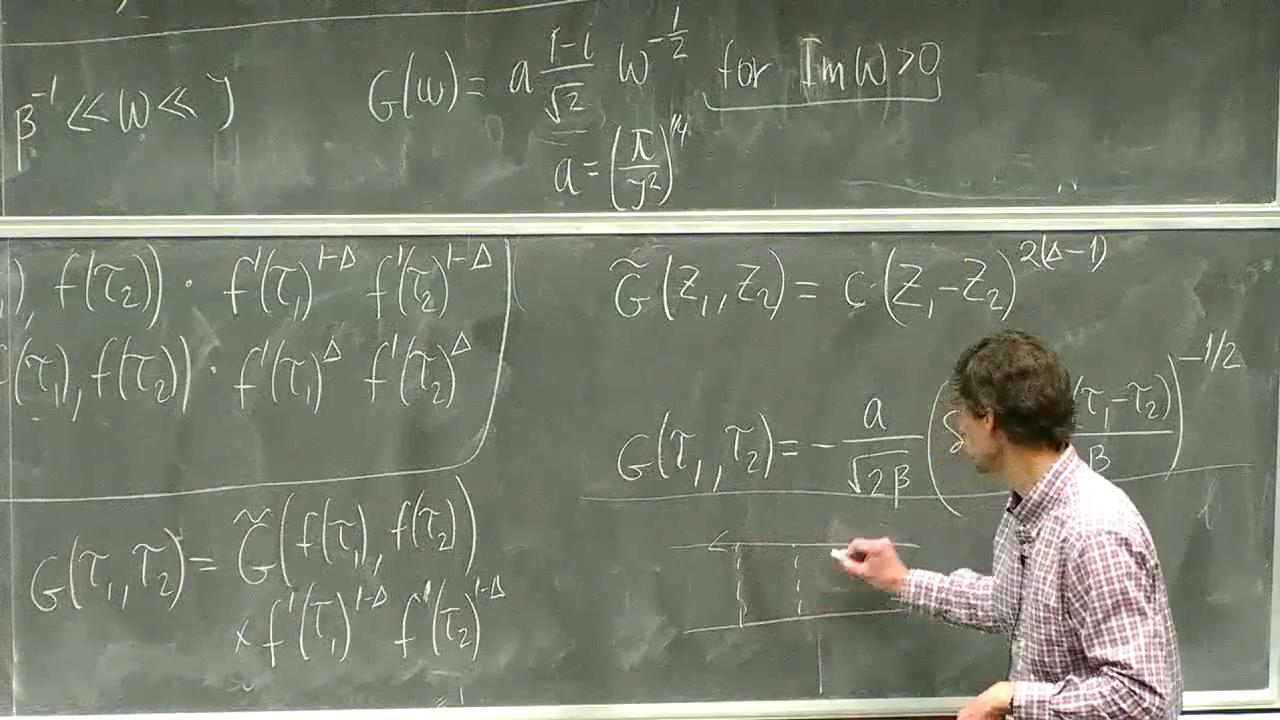 β⁻¹ << ω << J
G(ω) = a (1-i)/√2 ω^{-1/2} for Im ω > 0
a = (π/J²)^{1/4}
), f(τ₂)) · f'(τ₁)^{1-Δ} f'(τ₂)^{1-Δ}
(τ₁), f(τ₂)) · f'(τ₁)^Δ f'(τ₂)^Δ
G(τ₁, τ₂) = G̃(f(τ₁), f(τ₂))
× f'(τ₁)^{1-Δ} f'(τ₂)^{1-Δ}
G̃(z₁, z₂) = c · (z₁ - z₂)^{2(Δ-1)}
G(τ₁, τ₂) = - a/√2β ( (τ₁ - τ₂)/β )^{-1/2}